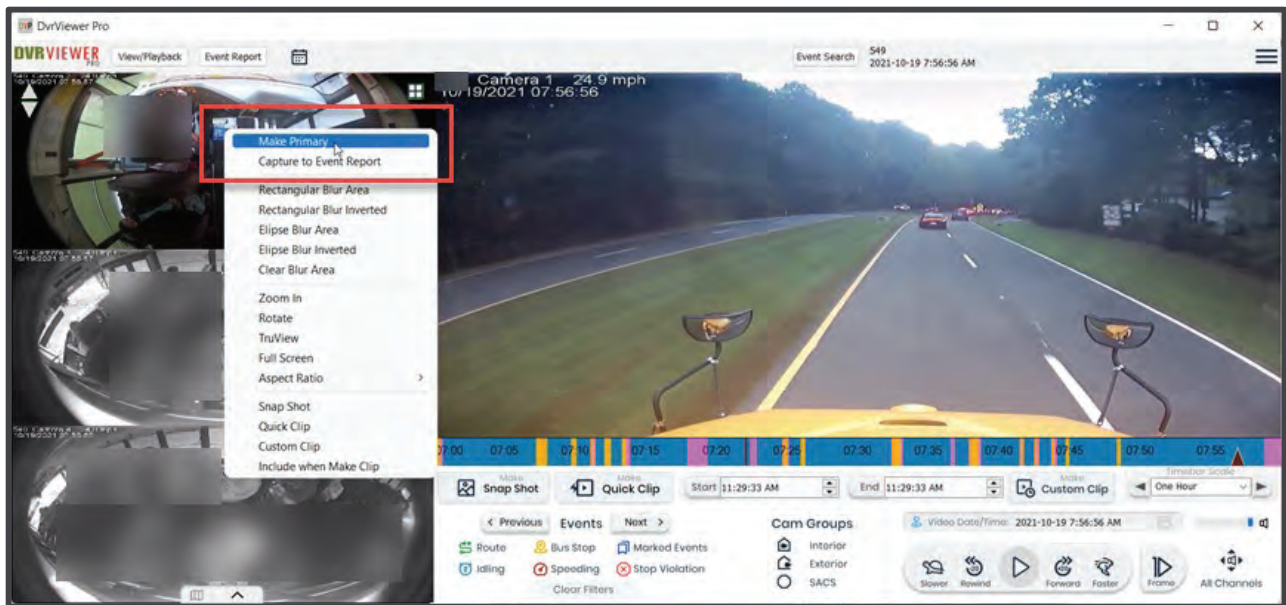 DvrViewer Pro
DVRVIEWER
PRO
View/Playback
Event Report
Event Search
549
2021-10-19 7:56:56 AM
Camera 1 24.9 mph
10/19/2021 07:56:56
Make Primary
Capture to Event Report
Rectangular Blur Area
Rectangular Blur Inverted
Elipse Blur Area
Elipse Blur Inverted
Clear Blur Area
Zoom In
Rotate
TruView
Full Screen
Aspect Ratio
Snap Shot
Quick Clip
Custom Clip
Include when Make Clip
07:00 07:05 07:10 07:15 07:20 07:25 07:30 07:35 07:40 07:45 07:50 07:55
Make
Snap Shot
Make
Quick Clip
Start 11:29:33 AM
End 11:29:33 AM
Make
Custom Clip
Timebar Scale
One Hour
< Previous Events Next >
Route Bus Stop Marked Events
Idling Speeding Stop Violation
Clear Filters
Cam Groups
Interior
Exterior
SACS
Video Date/Time: 2021-10-19 7:56:56 AM
Slower Rewind Forward Faster Frame All Channels